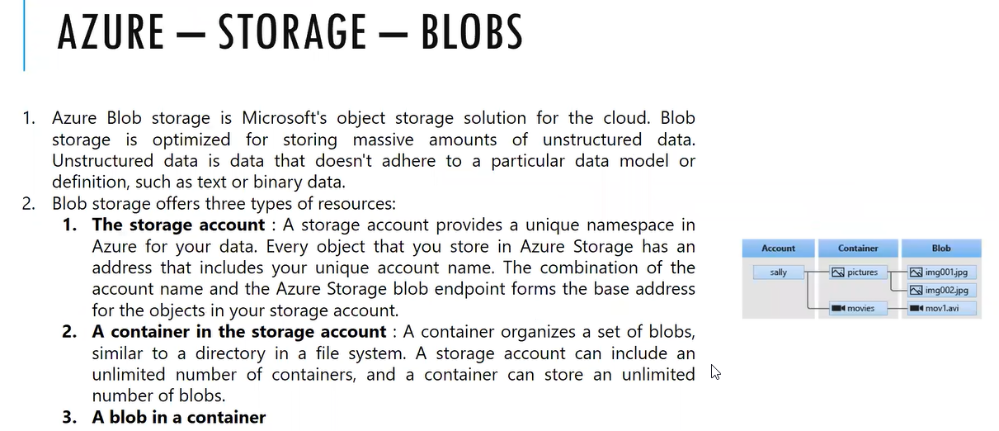 AZURE — STORAGE — BLOBS
1. Azure Blob storage is Microsoft's object storage solution for the cloud. Blob
storage is optimized for storing massive amounts of unstructured data.
Unstructured data is data that doesn't adhere to a particular data model or
definition, such as text or binary data.
2. Blob storage offers three types of resources:
1. The storage account : A storage account provides a unique namespace in
Azure for your data. Every object that you store in Azure Storage has an
address that includes your unique account name. The combination of the
account name and the Azure Storage blob endpoint forms the base address
for the objects in your storage account.
2. A container in the storage account : A container organizes a set of blobs,
similar to a directory in a file system. A storage account can include an
unlimited number of containers, and a container can store an unlimited
number of blobs.
3. A blob in a container
Account Container Blob
sally pictures img001.jpg
img002.jpg
movies mov1.avi